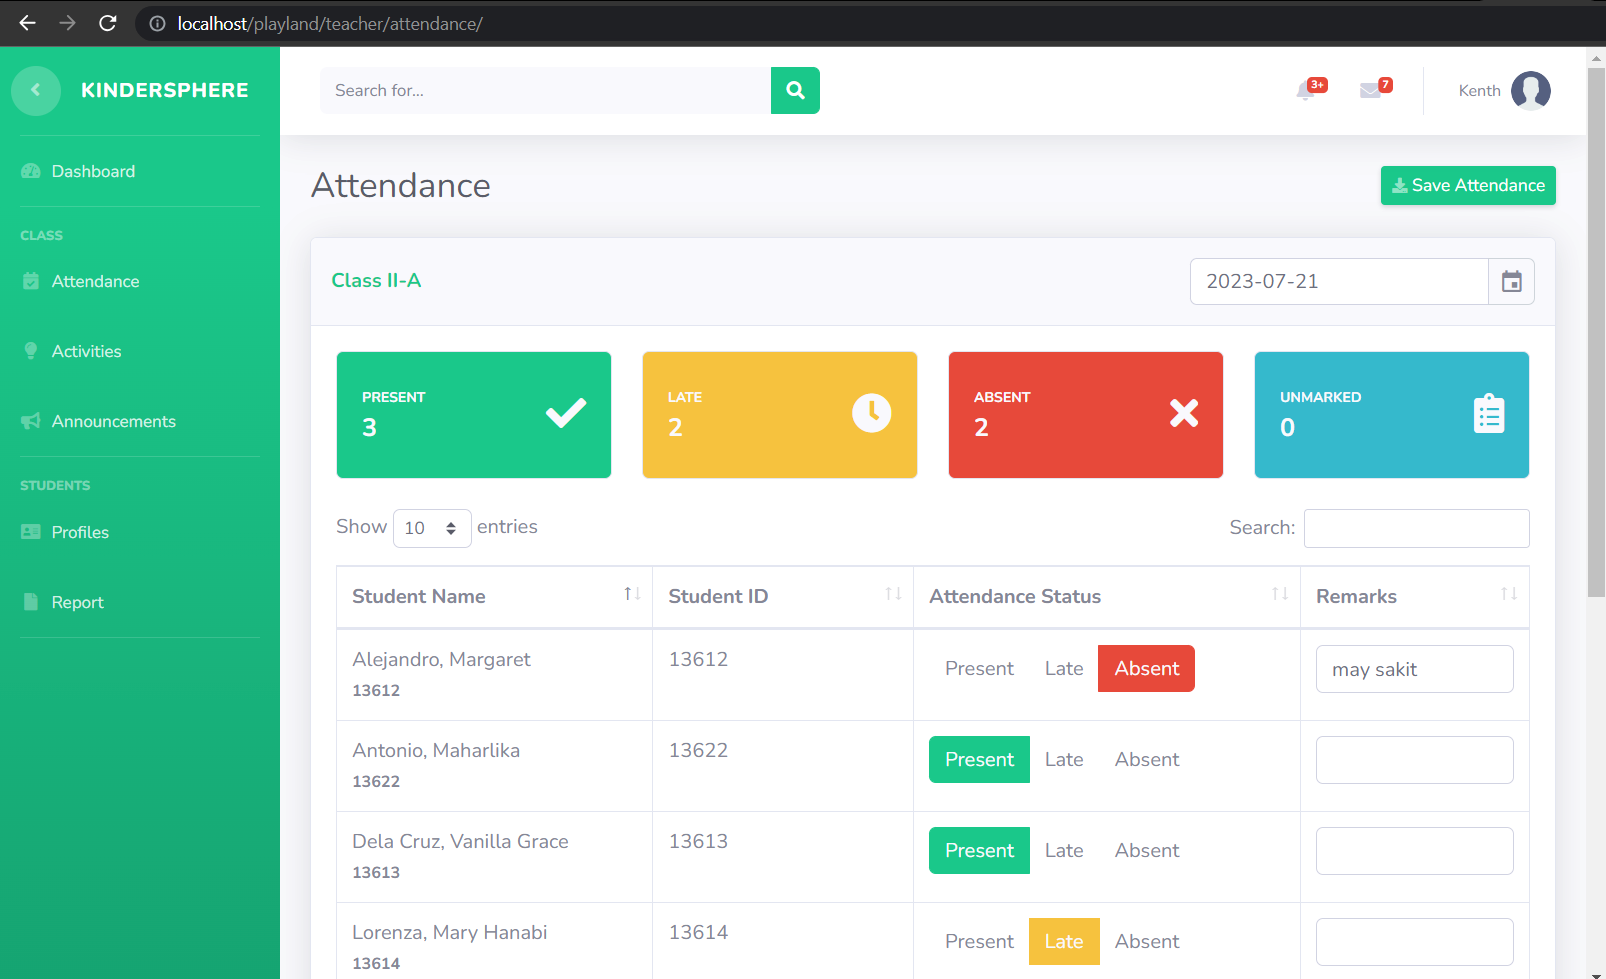 localhost/playland/teacher/attendance/
KINDERSPHERE
Search for...
3+
7
Kenth
Dashboard
Attendance
Save Attendance
CLASS
Attendance
Class II-A
2023-07-21
Activities
PRESENT
3
LATE
2
ABSENT
2
UNMARKED
0
Announcements
STUDENTS
Profiles
Report
Show 10 entries
Search:
Student Name
Student ID
Attendance Status
Remarks
Alejandro, Margaret
13612
13612
Present Late Absent
may sakit
Antonio, Maharlika
13622
13622
Present Late Absent
Dela Cruz, Vanilla Grace
13613
13613
Present Late Absent
Lorenza, Mary Hanabi
13614
13614
Present Late Absent